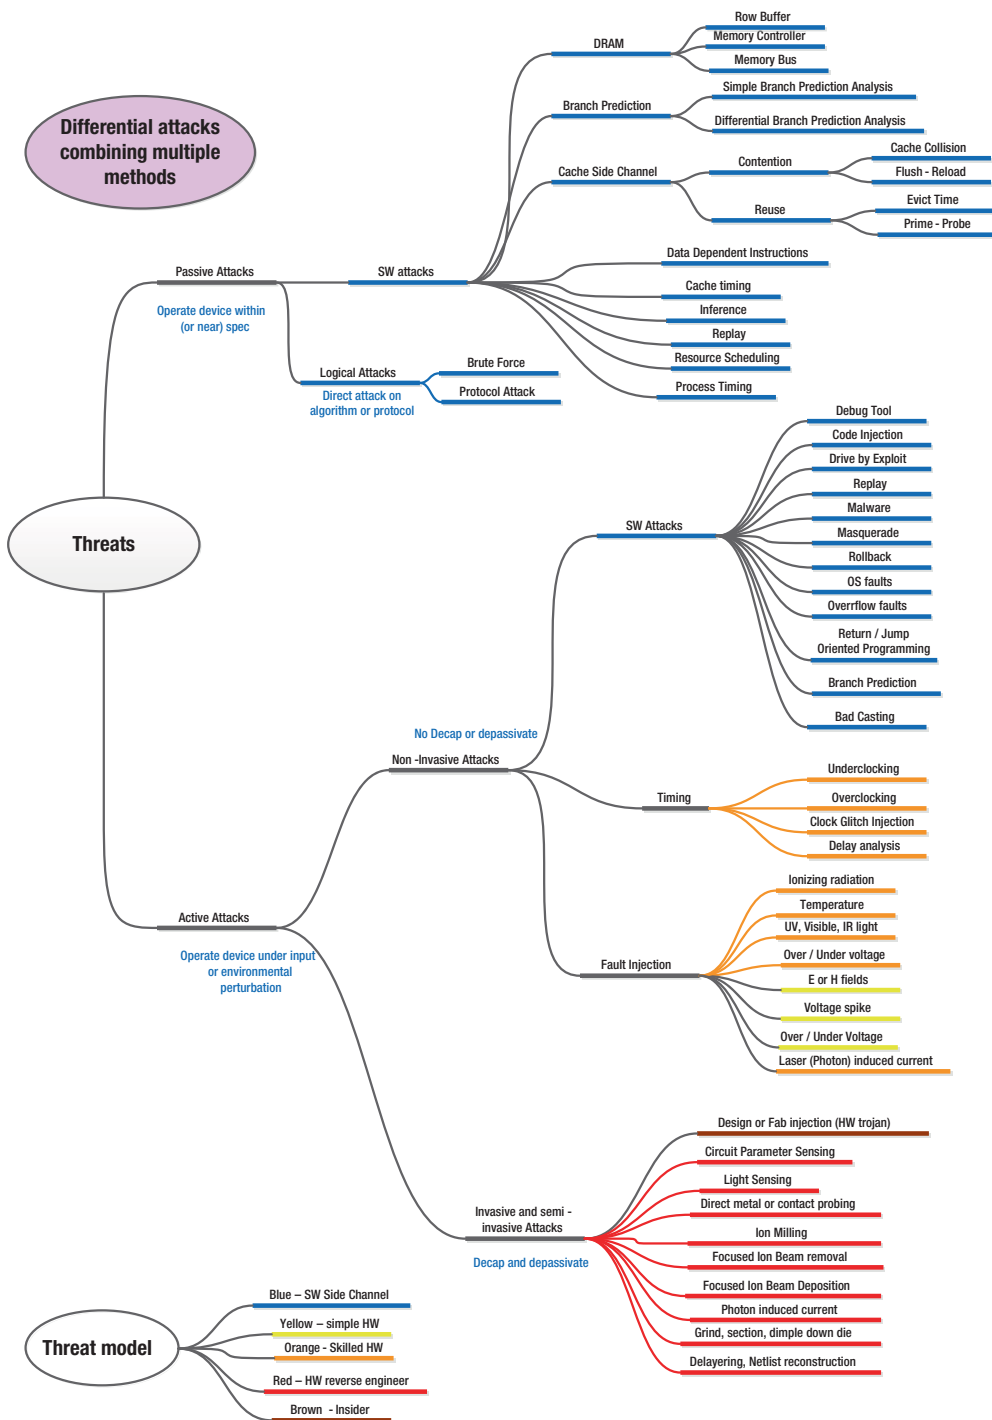 Differential attacks
combining multiple
methods
Row Buffer
DRAM
Memory Controller
Memory Bus
Simple Branch Prediction Analysis
Branch Prediction
Differential Branch Prediction Analysis
Cache Collision
Contention
Cache Side Channel
Flush - Reload
Evict Time
Reuse
Prime - Probe
Passive Attacks
SW attacks
Operate device within
(or near) spec
Data Dependent Instructions
Cache timing
Inference
Replay
Resource Scheduling
Process Timing
Logical Attacks
Direct attack on
algorithm or protocol
Brute Force
Protocol Attack
Threats
Debug Tool
Code Injection
Drive by Exploit
Replay
Malware
SW Attacks
Masquerade
Rollback
OS faults
Overrflow faults
Return / Jump
Oriented Programming
Branch Prediction
Bad Casting
No Decap or depassivate
Non -Invasive Attacks
Timing
Underclocking
Overclocking
Clock Glitch Injection
Delay analysis
Active Attacks
Operate device under input
or environmental
perturbation
Fault Injection
Ionizing radiation
Temperature
UV, Visible, IR light
Over / Under voltage
E or H fields
Voltage spike
Over / Under Voltage
Laser (Photon) induced current
Invasive and semi -
invasive Attacks
Decap and depassivate
Design or Fab injection (HW trojan)
Circuit Parameter Sensing
Light Sensing
Direct metal or contact probing
Ion Milling
Focused Ion Beam removal
Focused Ion Beam Deposition
Photon induced current
Grind, section, dimple down die
Delayering, Netlist reconstruction
Threat model
Blue – SW Side Channel
Yellow – simple HW
Orange - Skilled HW
Red – HW reverse engineer
Brown - Insider